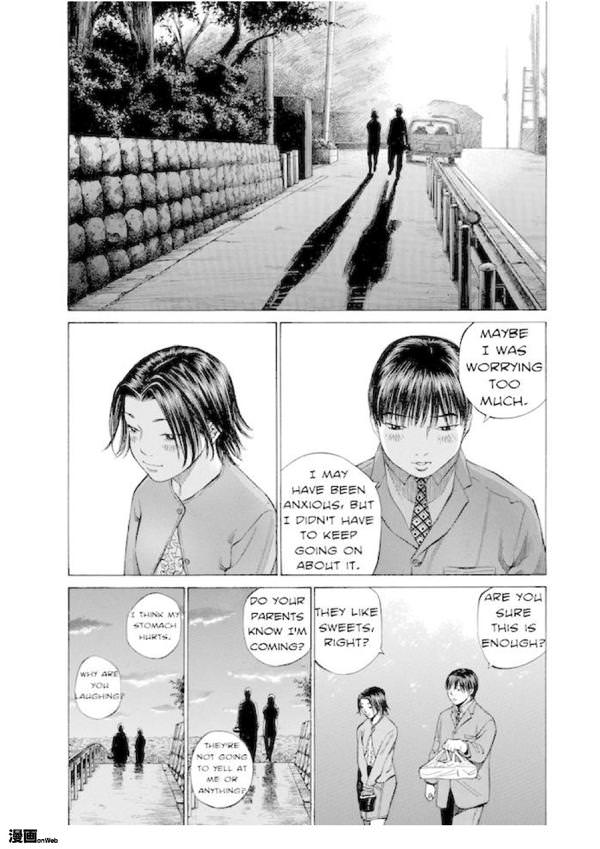 MAYBE
I WAS
WORRYING
TOO
MUCH.
I MAY
HAVE BEEN
ANXIOUS, BUT
I DIDN'T HAVE
TO KEEP
GOING ON
ABOUT IT.
ARE YOU
SURE
THIS IS
ENOUGH?
THEY LIKE
SWEETS,
RIGHT?
DO YOUR
PARENTS
KNOW I'M
COMING?
THEY'RE
NOT GOING
TO YELL AT
ME OR
ANYTHING?
I THINK MY
STOMACH
HURTS.
WHY ARE
YOU
LAUGHING?
漫画onWeb